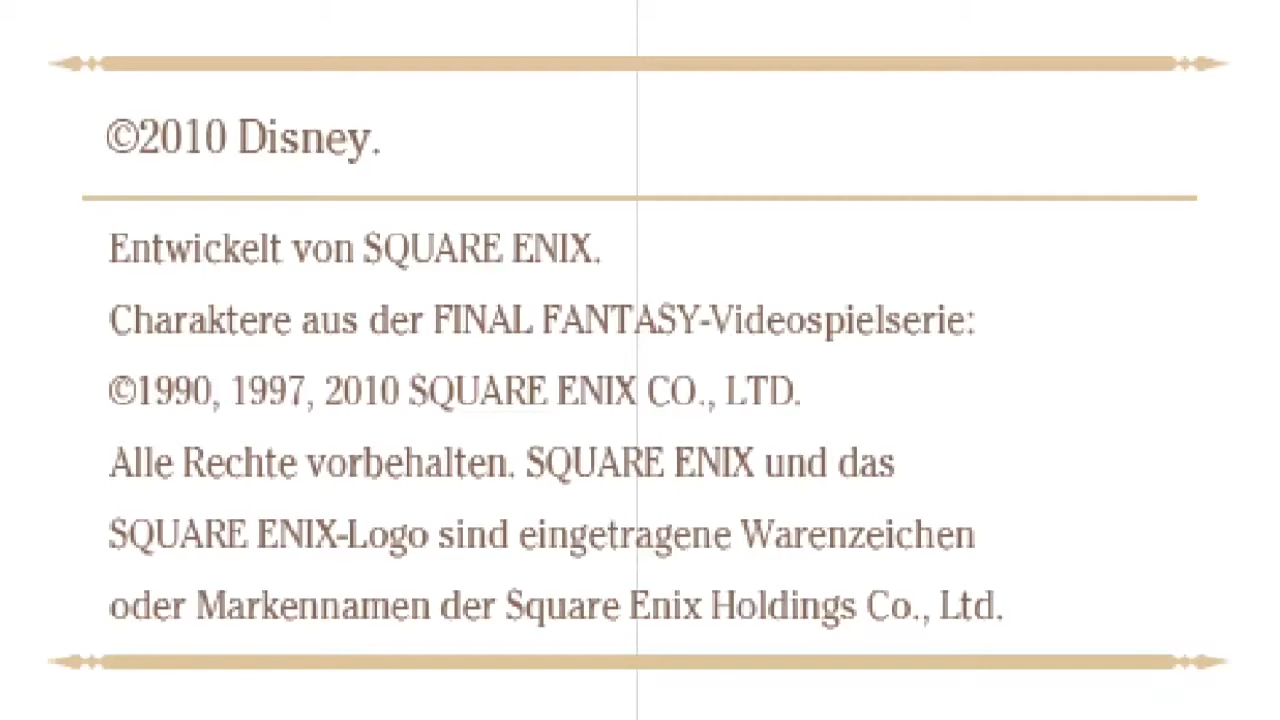 ©2010 Disney.
Entwickelt von SQUARE ENIX.
Charaktere aus der FINAL FANTASY-Videospielserie:
©1990, 1997, 2010 SQUARE ENIX CO., LTD.
Alle Rechte vorbehalten. SQUARE ENIX und das
SQUARE ENIX-Logo sind eingetragene Warenzeichen
oder Markennamen der Square Enix Holdings Co., Ltd.